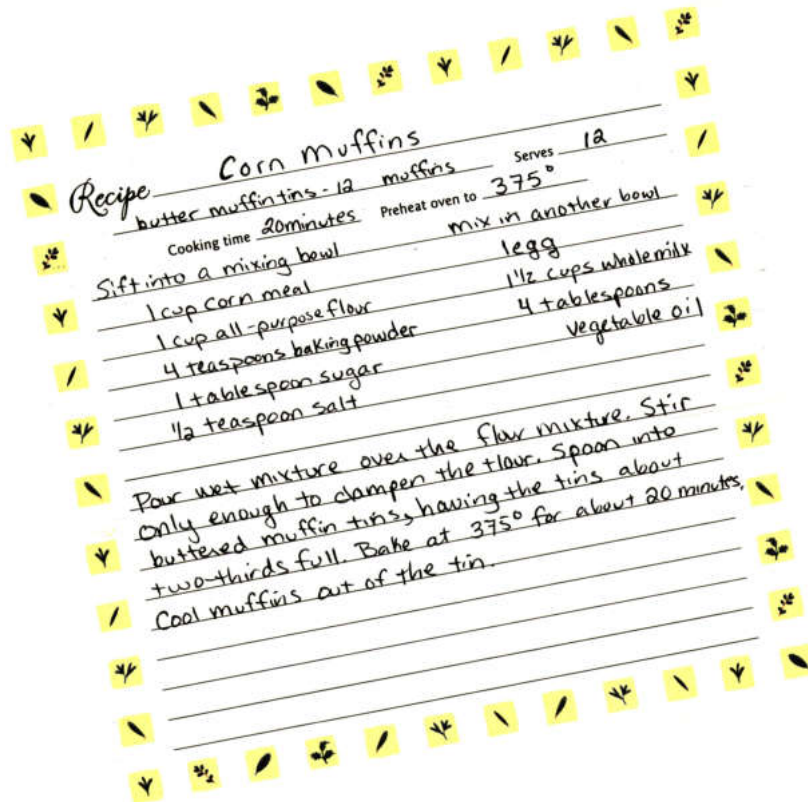 Recipe Corn Muffins
butter muffin tins - 12 muffins Serves 12
Cooking time 20 minutes Preheat oven to 375°
Sift into a mixing bowl mix in another bowl
1 cup corn meal 1 egg
1 cup all-purpose flour 1 1/2 cups whole milk
4 teaspoons baking powder 4 tablespoons
1 tablespoon sugar vegetable oil
1/2 teaspoon salt
Pour wet mixture over the flour mixture. Stir
only enough to dampen the flour. Spoon into
buttered muffin tins, having the tins about
two-thirds full. Bake at 375° for about 20 minutes.
Cool muffins out of the tin.